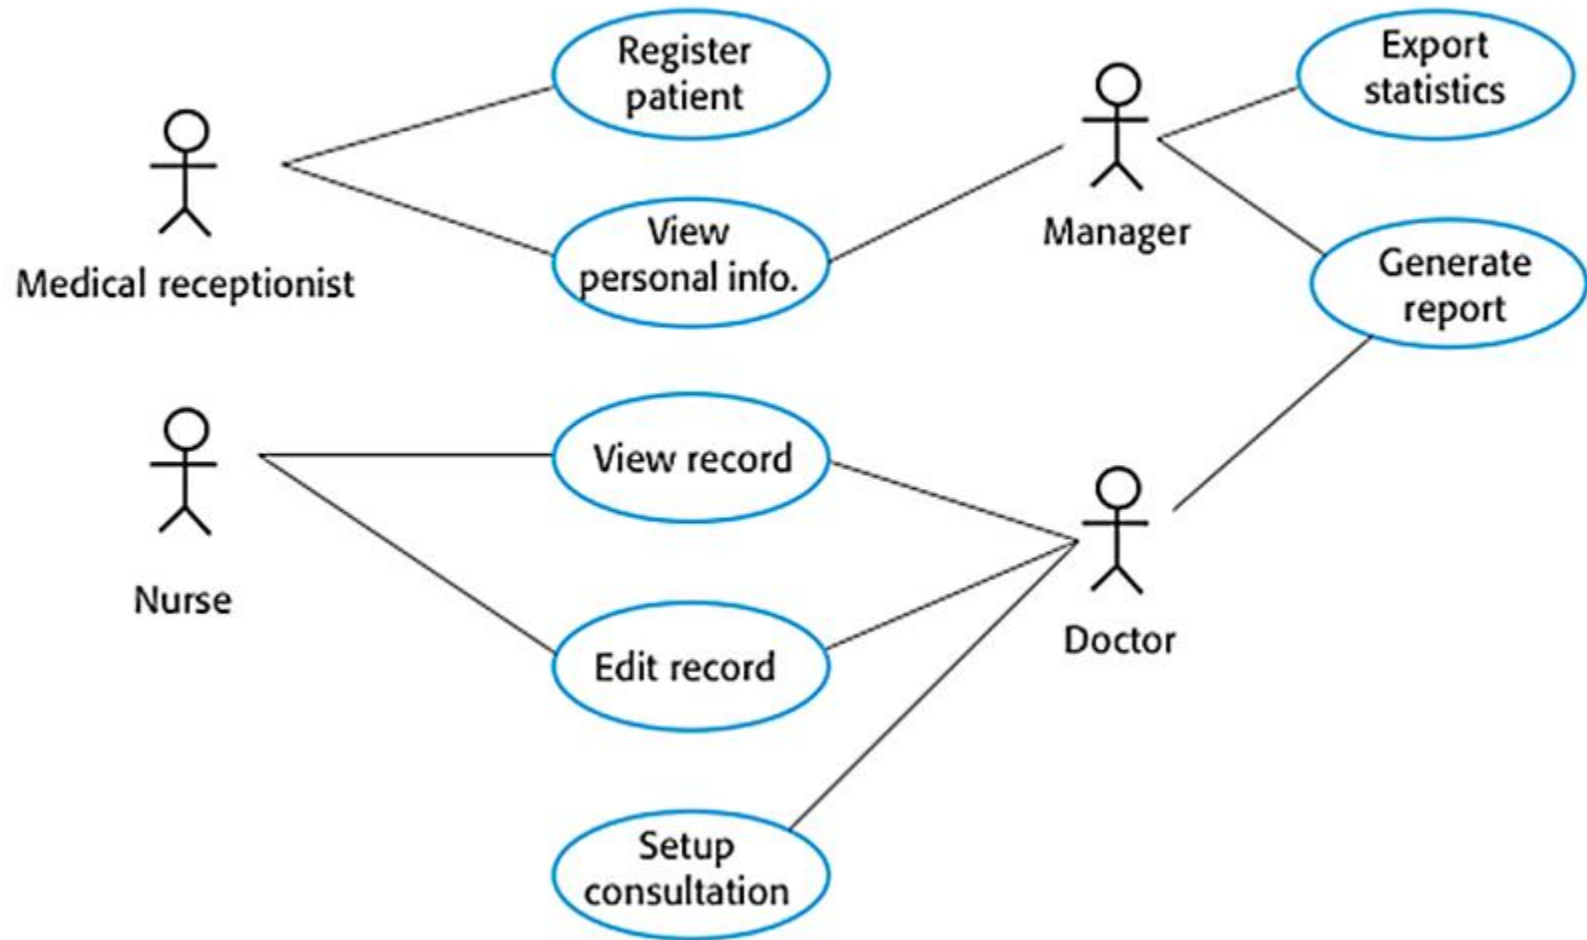 Register
patient
Export
statistics
Medical receptionist
View
personal info.
Manager
Generate
report
Nurse
View record
Edit record
Doctor
Setup
consultation